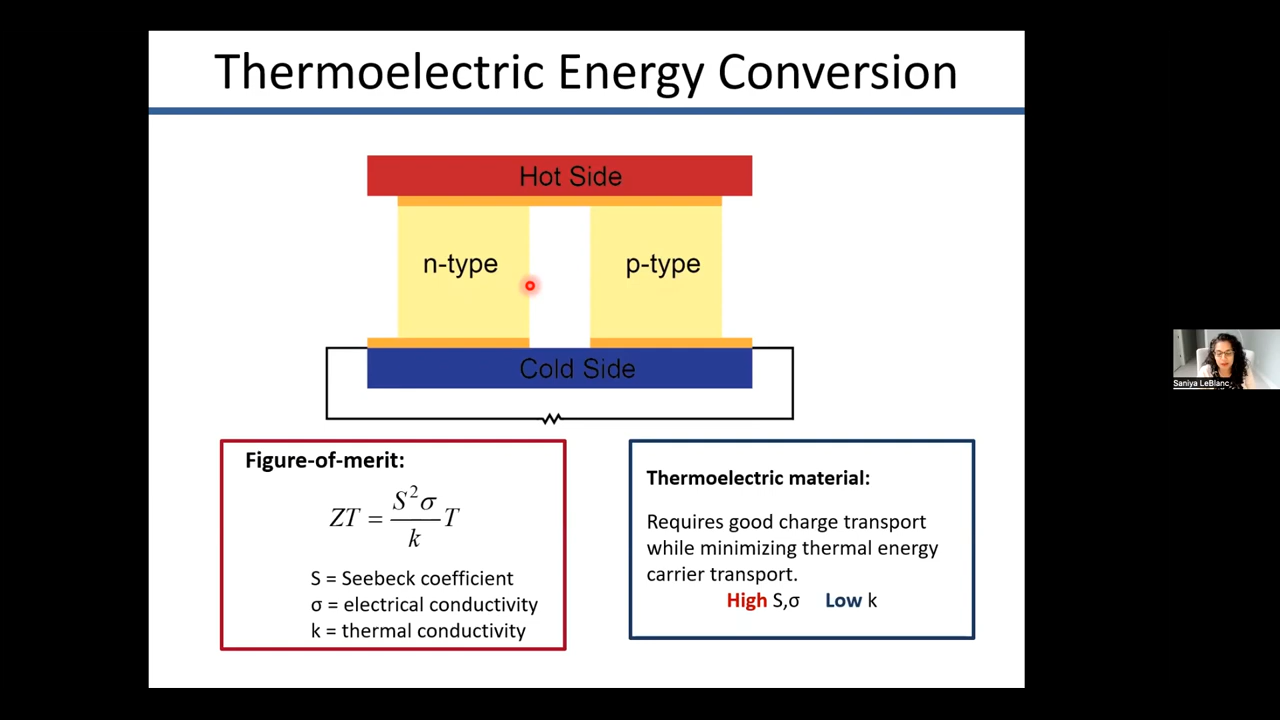 Thermoelectric Energy Conversion
Hot Side
n-type
p-type
Cold Side
Figure-of-merit:
ZT = S²σ/k T
S = Seebeck coefficient
σ = electrical conductivity
k = thermal conductivity
Thermoelectric material:
Requires good charge transport
while minimizing thermal energy
carrier transport.
High S,σ Low k
Saniya LeBlanc